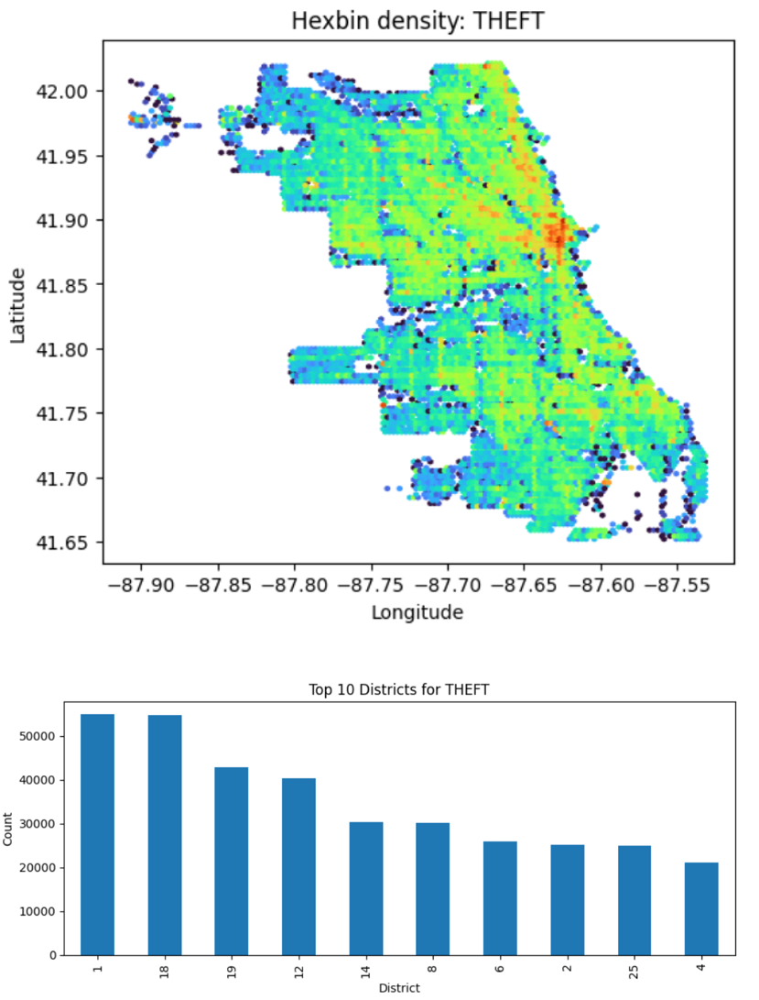 Hexbin density: THEFT
42.00
41.95
41.90
41.85
41.80
41.75
41.70
41.65
Latitude
−87.90 −87.85 −87.80 −87.75 −87.70 −87.65 −87.60 −87.55
Longitude
Top 10 Districts for THEFT
50000
40000
30000
20000
10000
0
Count
1 18 19 12 14 8 6 2 25 4
District